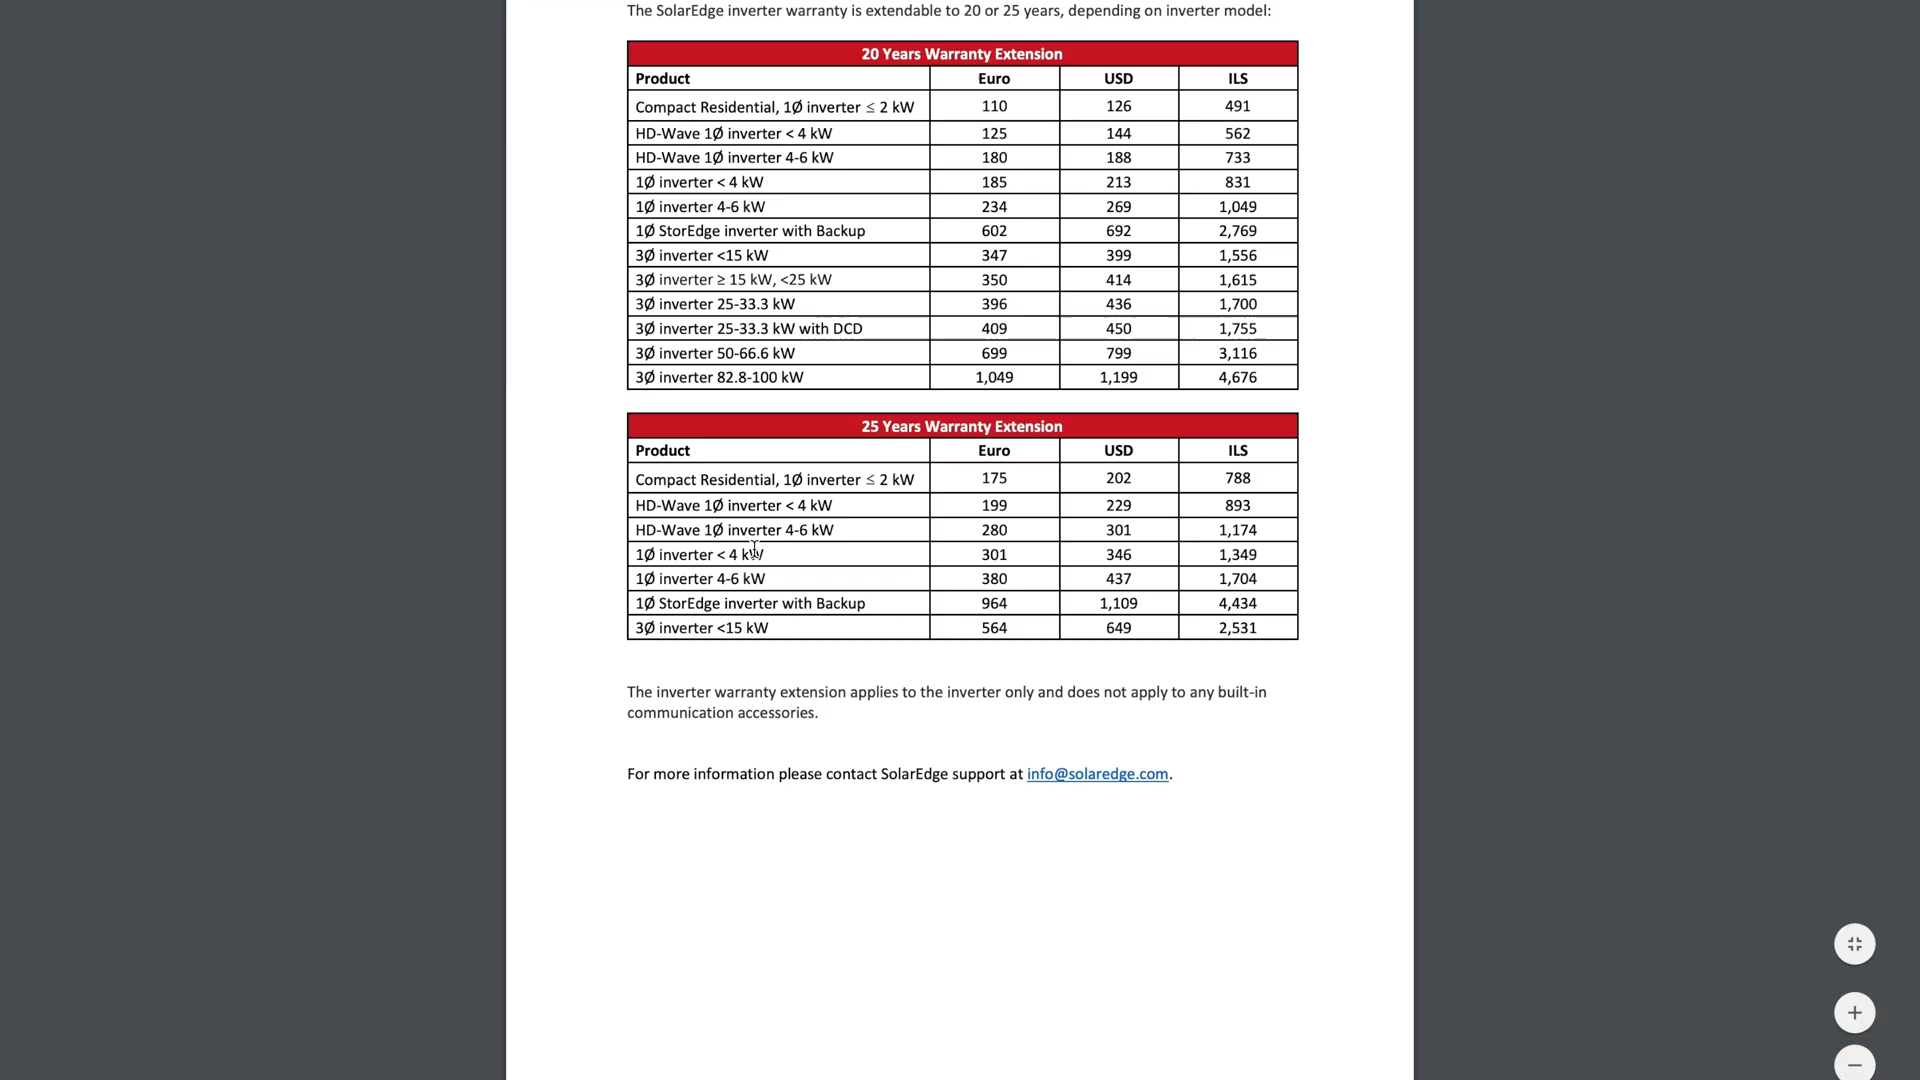 The SolarEdge inverter warranty is extendable to 20 or 25 years, depending on inverter model:
20 Years Warranty Extension
Product Euro USD ILS
Compact Residential, 1Ø inverter ≤ 2 kW 110 126 491
HD-Wave 1Ø inverter < 4 kW 125 144 562
HD-Wave 1Ø inverter 4-6 kW 180 188 733
1Ø inverter < 4 kW 185 213 831
1Ø inverter 4-6 kW 234 269 1,049
1Ø StorEdge inverter with Backup 602 692 2,769
3Ø inverter <15 kW 347 399 1,556
3Ø inverter ≥ 15 kW, <25 kW 350 414 1,615
3Ø inverter 25-33.3 kW 396 436 1,700
3Ø inverter 25-33.3 kW with DCD 409 450 1,755
3Ø inverter 50-66.6 kW 699 799 3,116
3Ø inverter 82.8-100 kW 1,049 1,199 4,676
25 Years Warranty Extension
Product Euro USD ILS
Compact Residential, 1Ø inverter ≤ 2 kW 175 202 788
HD-Wave 1Ø inverter < 4 kW 199 229 893
HD-Wave 1Ø inverter 4-6 kW 280 301 1,174
1Ø inverter < 4 kW 301 346 1,349
1Ø inverter 4-6 kW 380 437 1,704
1Ø StorEdge inverter with Backup 964 1,109 4,434
3Ø inverter <15 kW 564 649 2,531
The inverter warranty extension applies to the inverter only and does not apply to any built-in
communication accessories.
For more information please contact SolarEdge support at info@solaredge.com.